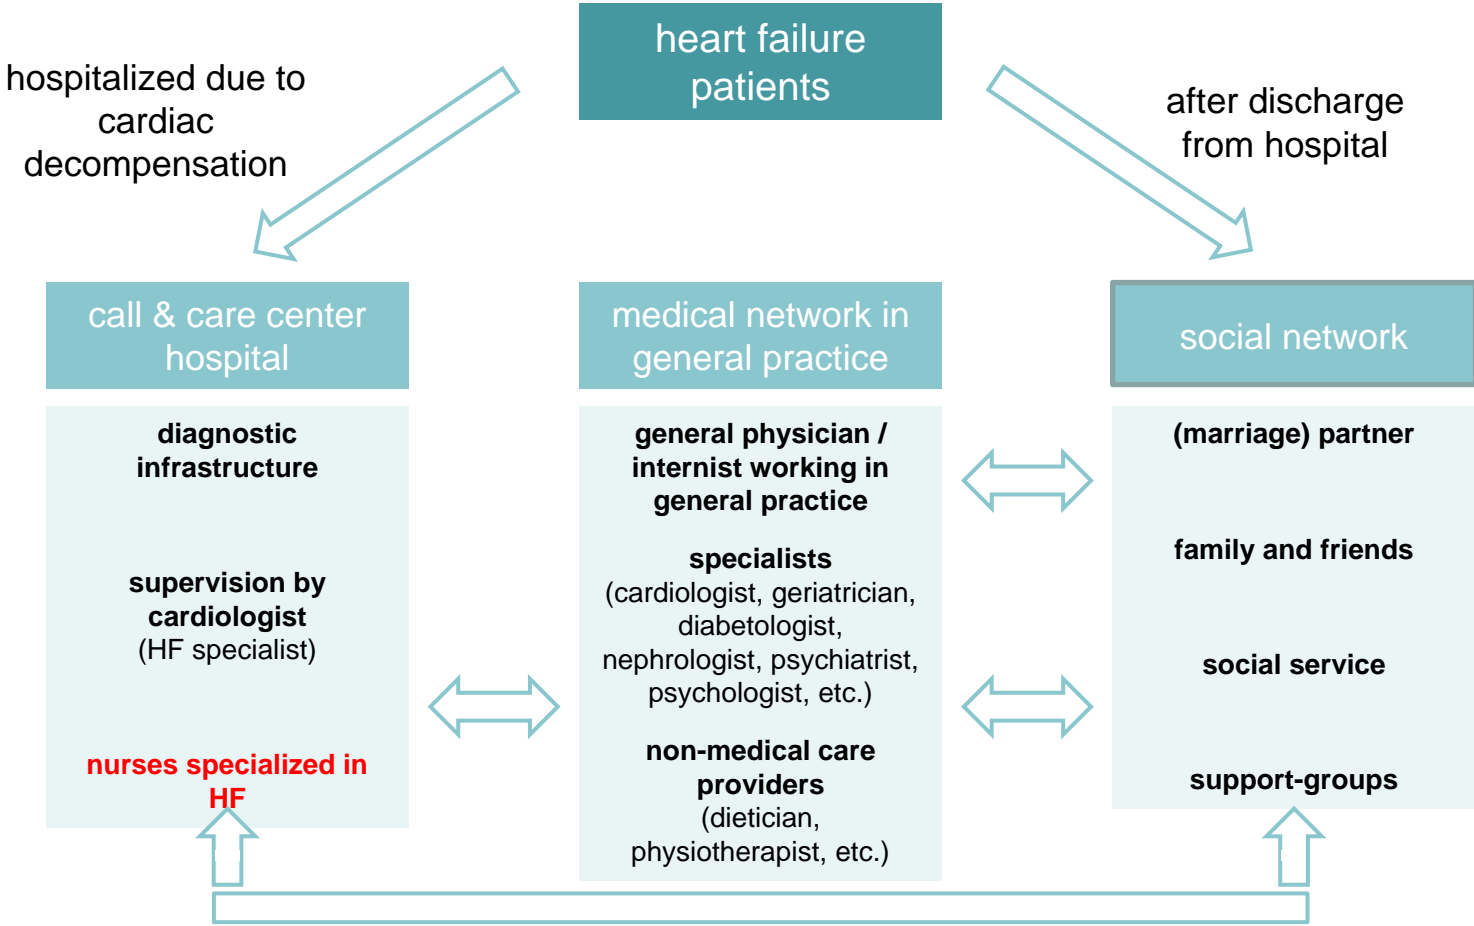 heart failure
patients
hospitalized due to
cardiac
decompensation
after discharge
from hospital
call & care center
hospital
diagnostic
infrastructure
supervision by
cardiologist
(HF specialist)
nurses specialized in
HF
medical network in
general practice
general physician /
internist working in
general practice
specialists
(cardiologist, geriatrician,
diabetologist,
nephrologist, psychiatrist,
psychologist, etc.)
non-medical care
providers
(dietician,
physiotherapist, etc.)
social network
(marriage) partner
family and friends
social service
support-groups